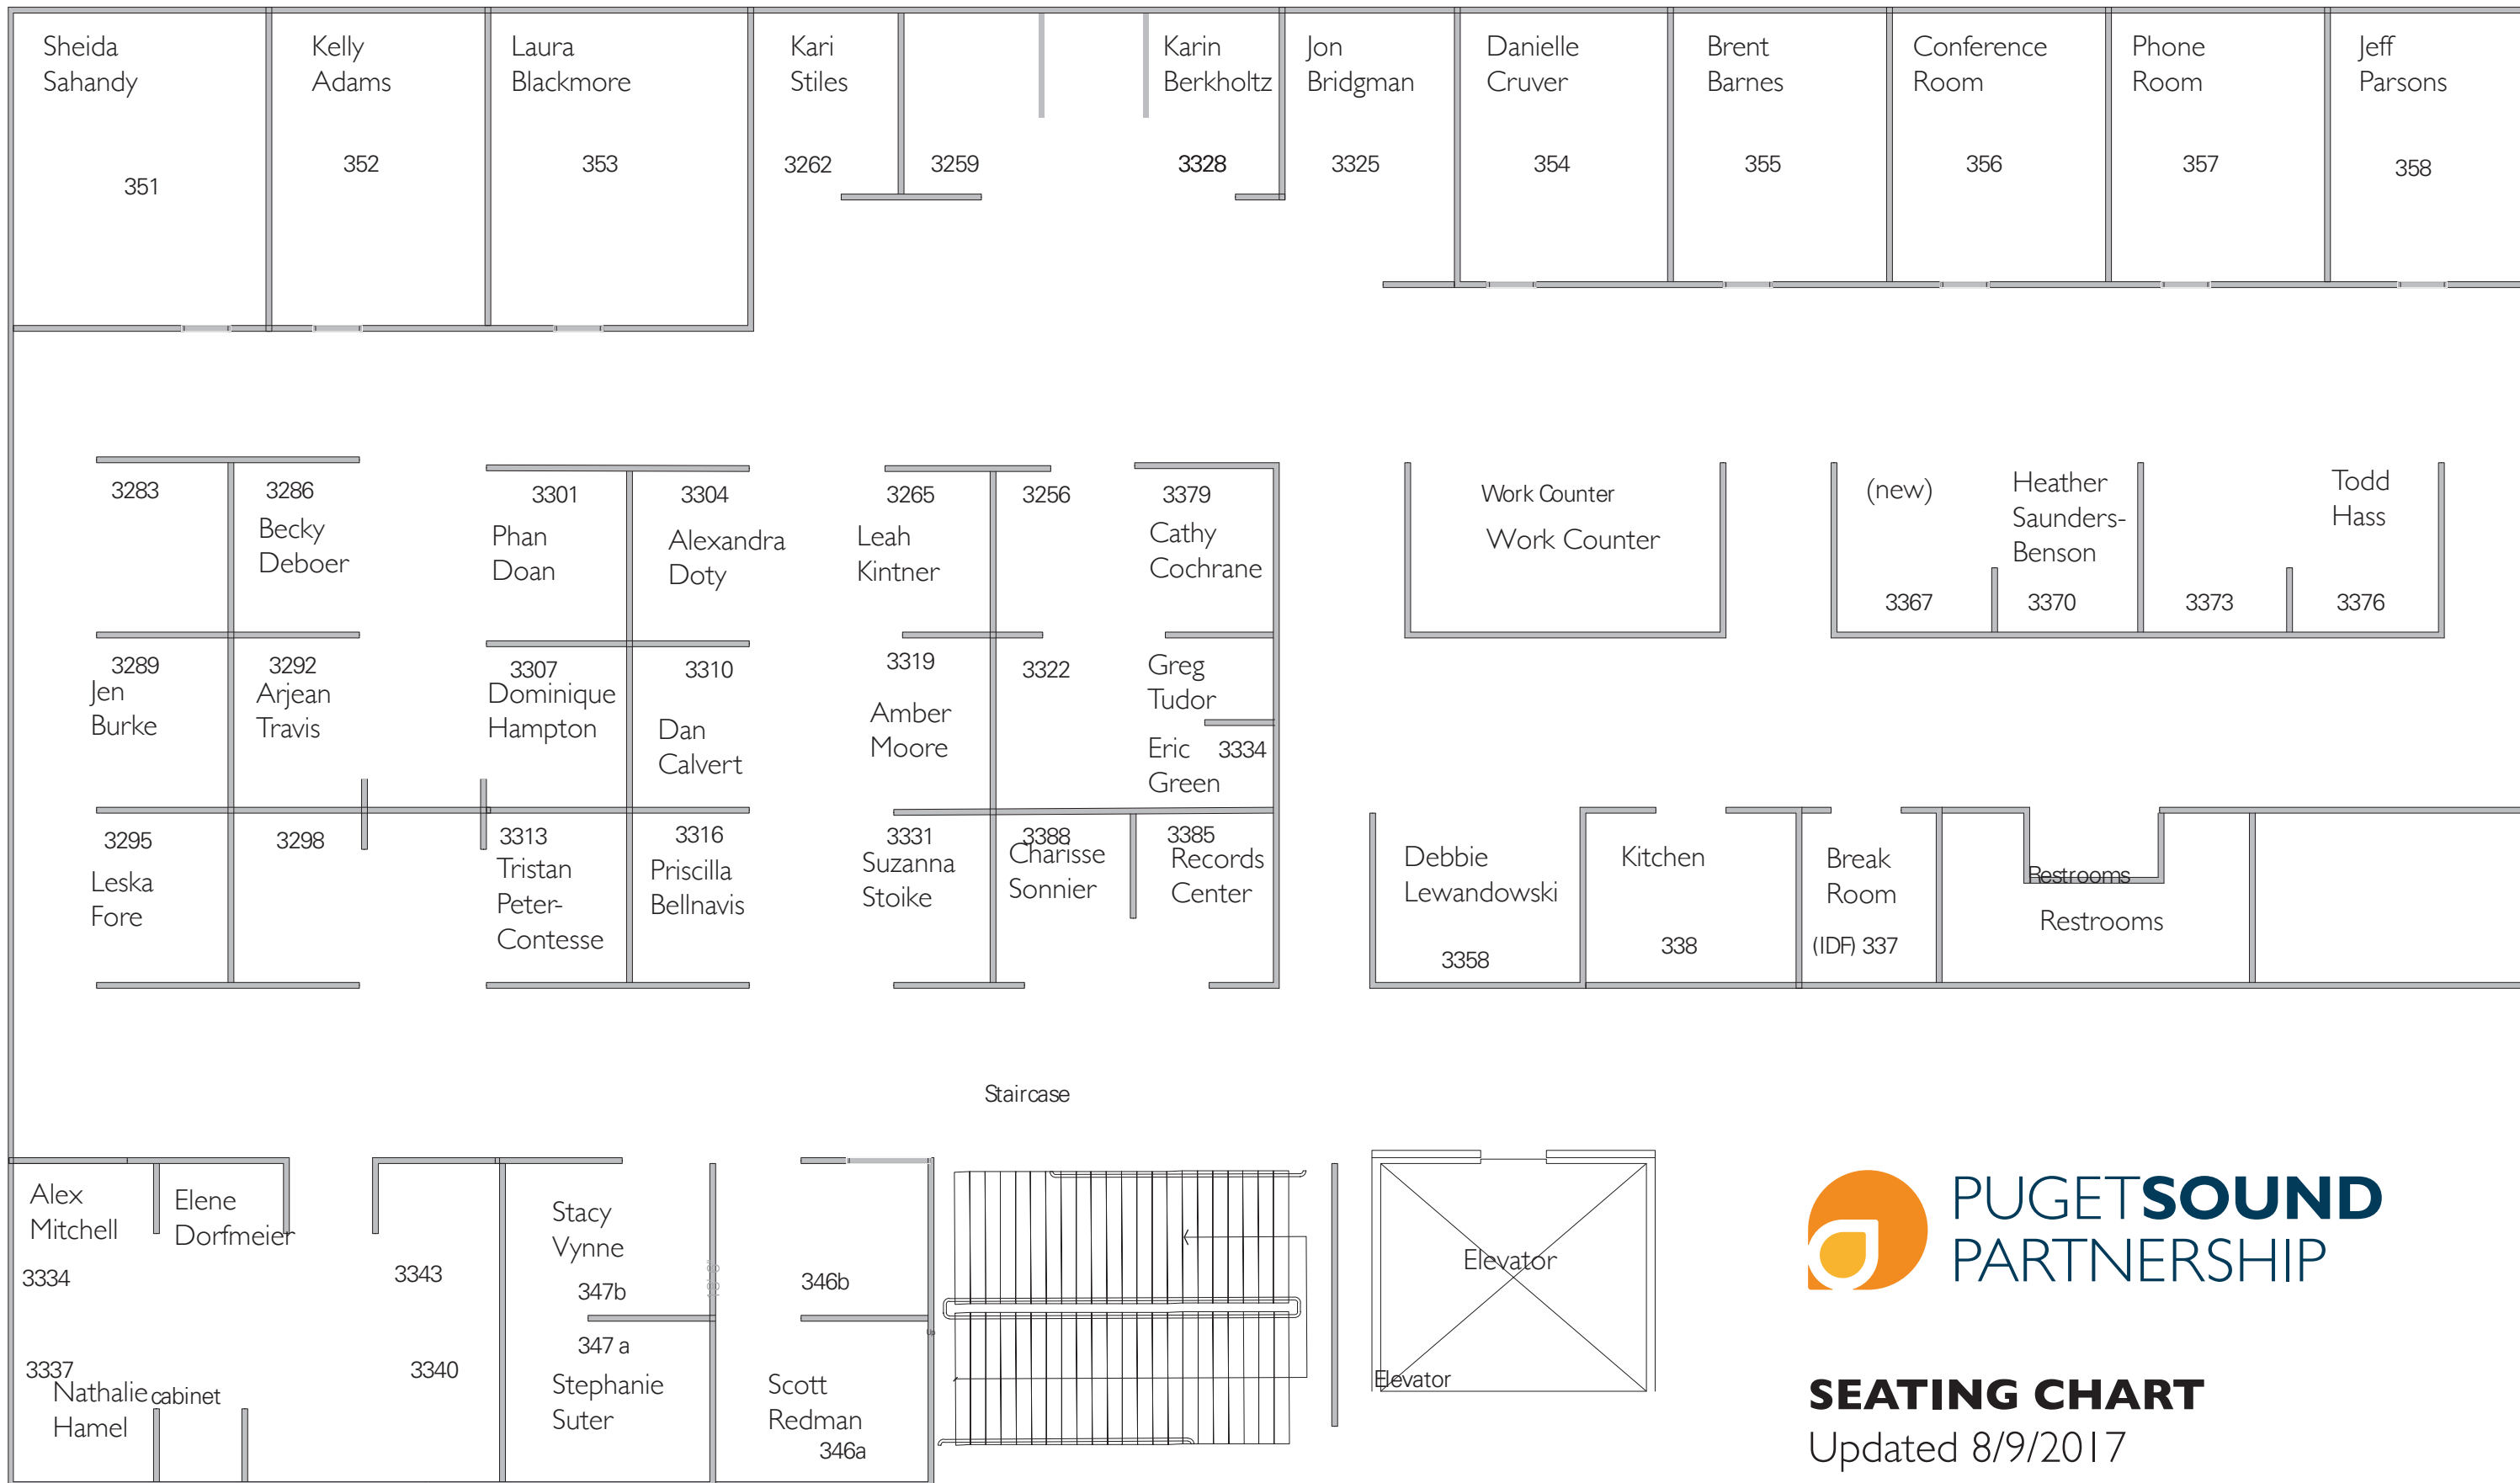 Sheida
Sahandy
351
Kelly
Adams
352
Laura
Blackmore
353
Kari
Stiles
3262
3259
Karin
Berkholtz
3328
Jon
Bridgman
3325
Danielle
Cruver
354
Brent
Barnes
355
Conference
Room
356
Phone
Room
357
Jeff
Parsons
358
3283
3286
Becky
Deboer
3301
Phan
Doan
3304
Alexandra
Doty
3265
Leah
Kintner
3256
3379
Cathy
Cochrane
Work Counter
Work Counter
(new)
3367
Heather
Saunders-
Benson
3370
3373
Todd
Hass
3376
3289
Jen
Burke
3292
Arjean
Travis
3307
Dominique
Hampton
3310
Dan
Calvert
3319
Amber
Moore
3322
Greg
Tudor
Eric 3334
Green
3295
Leska
Fore
3298
3313
Tristan
Peter-
Contesse
3316
Priscilla
Bellnavis
3331
Suzanna
Stoike
3388
Charisse
Sonnier
3385
Records
Center
Debbie
Lewandowski
3358
Kitchen
338
Break
Room
(IDF) 337
Restrooms
Restrooms
Staircase
Alex
Mitchell
3334
Elene
Dorfmeier
3343
Stacy
Vynne
347b
346b
3337
Nathalie
Hamel
cabinet
3340
347 a
Stephanie
Suter
Scott
Redman
346a
Up
Elevator
Elevator
PUGETSOUND
PARTNERSHIP
SEATING CHART
Updated 8/9/2017